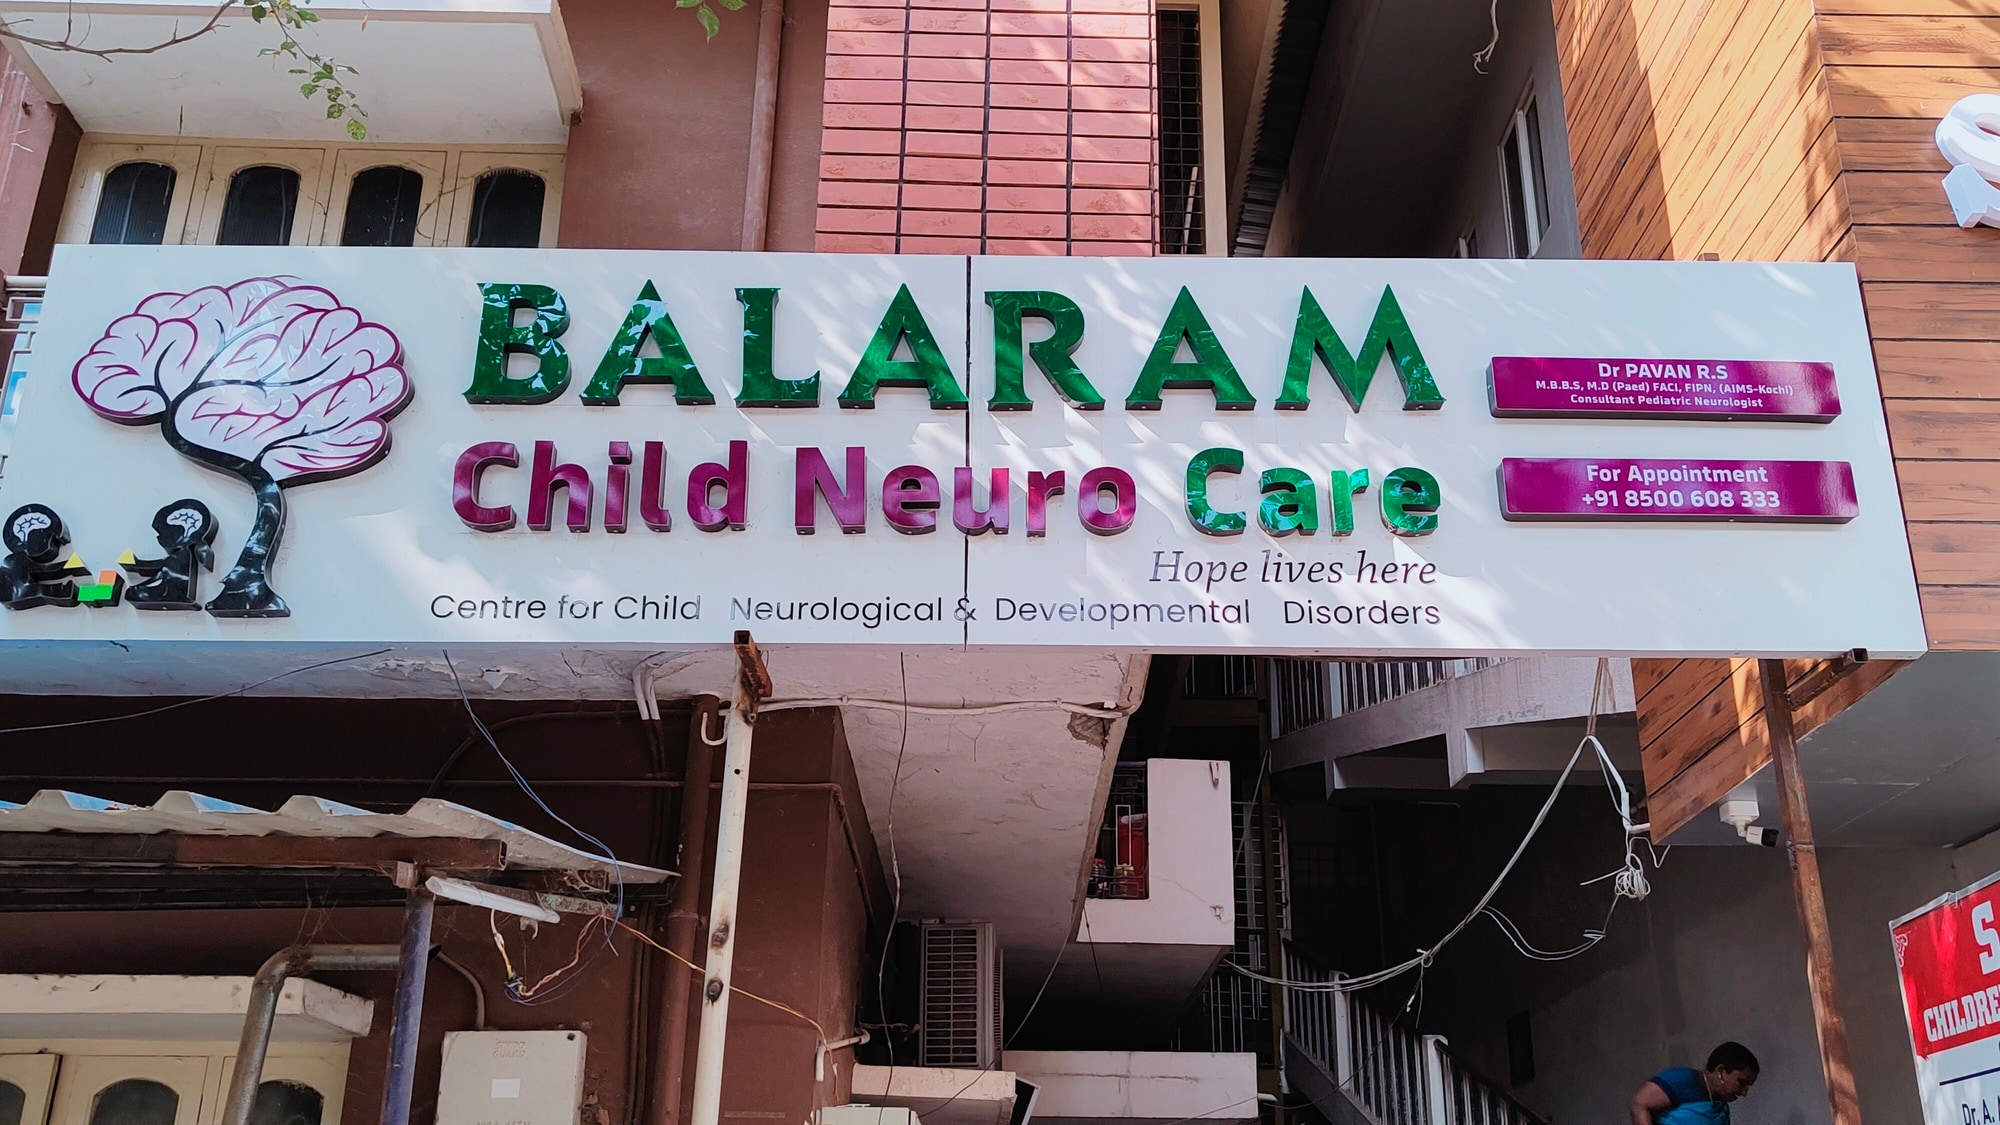 BALARAM
Child Neuro Care
Hope lives here
Centre for Child Neurological & Developmental Disorders
Dr PAVAN R.S
M.B.B.S, M.D (Paed) FACI, FIPN, (AIMS-Kochi)
Consultant Pediatric Neurologist
For Appointment
+91 8500 608 333
S
CHILDRE
Dr. A.